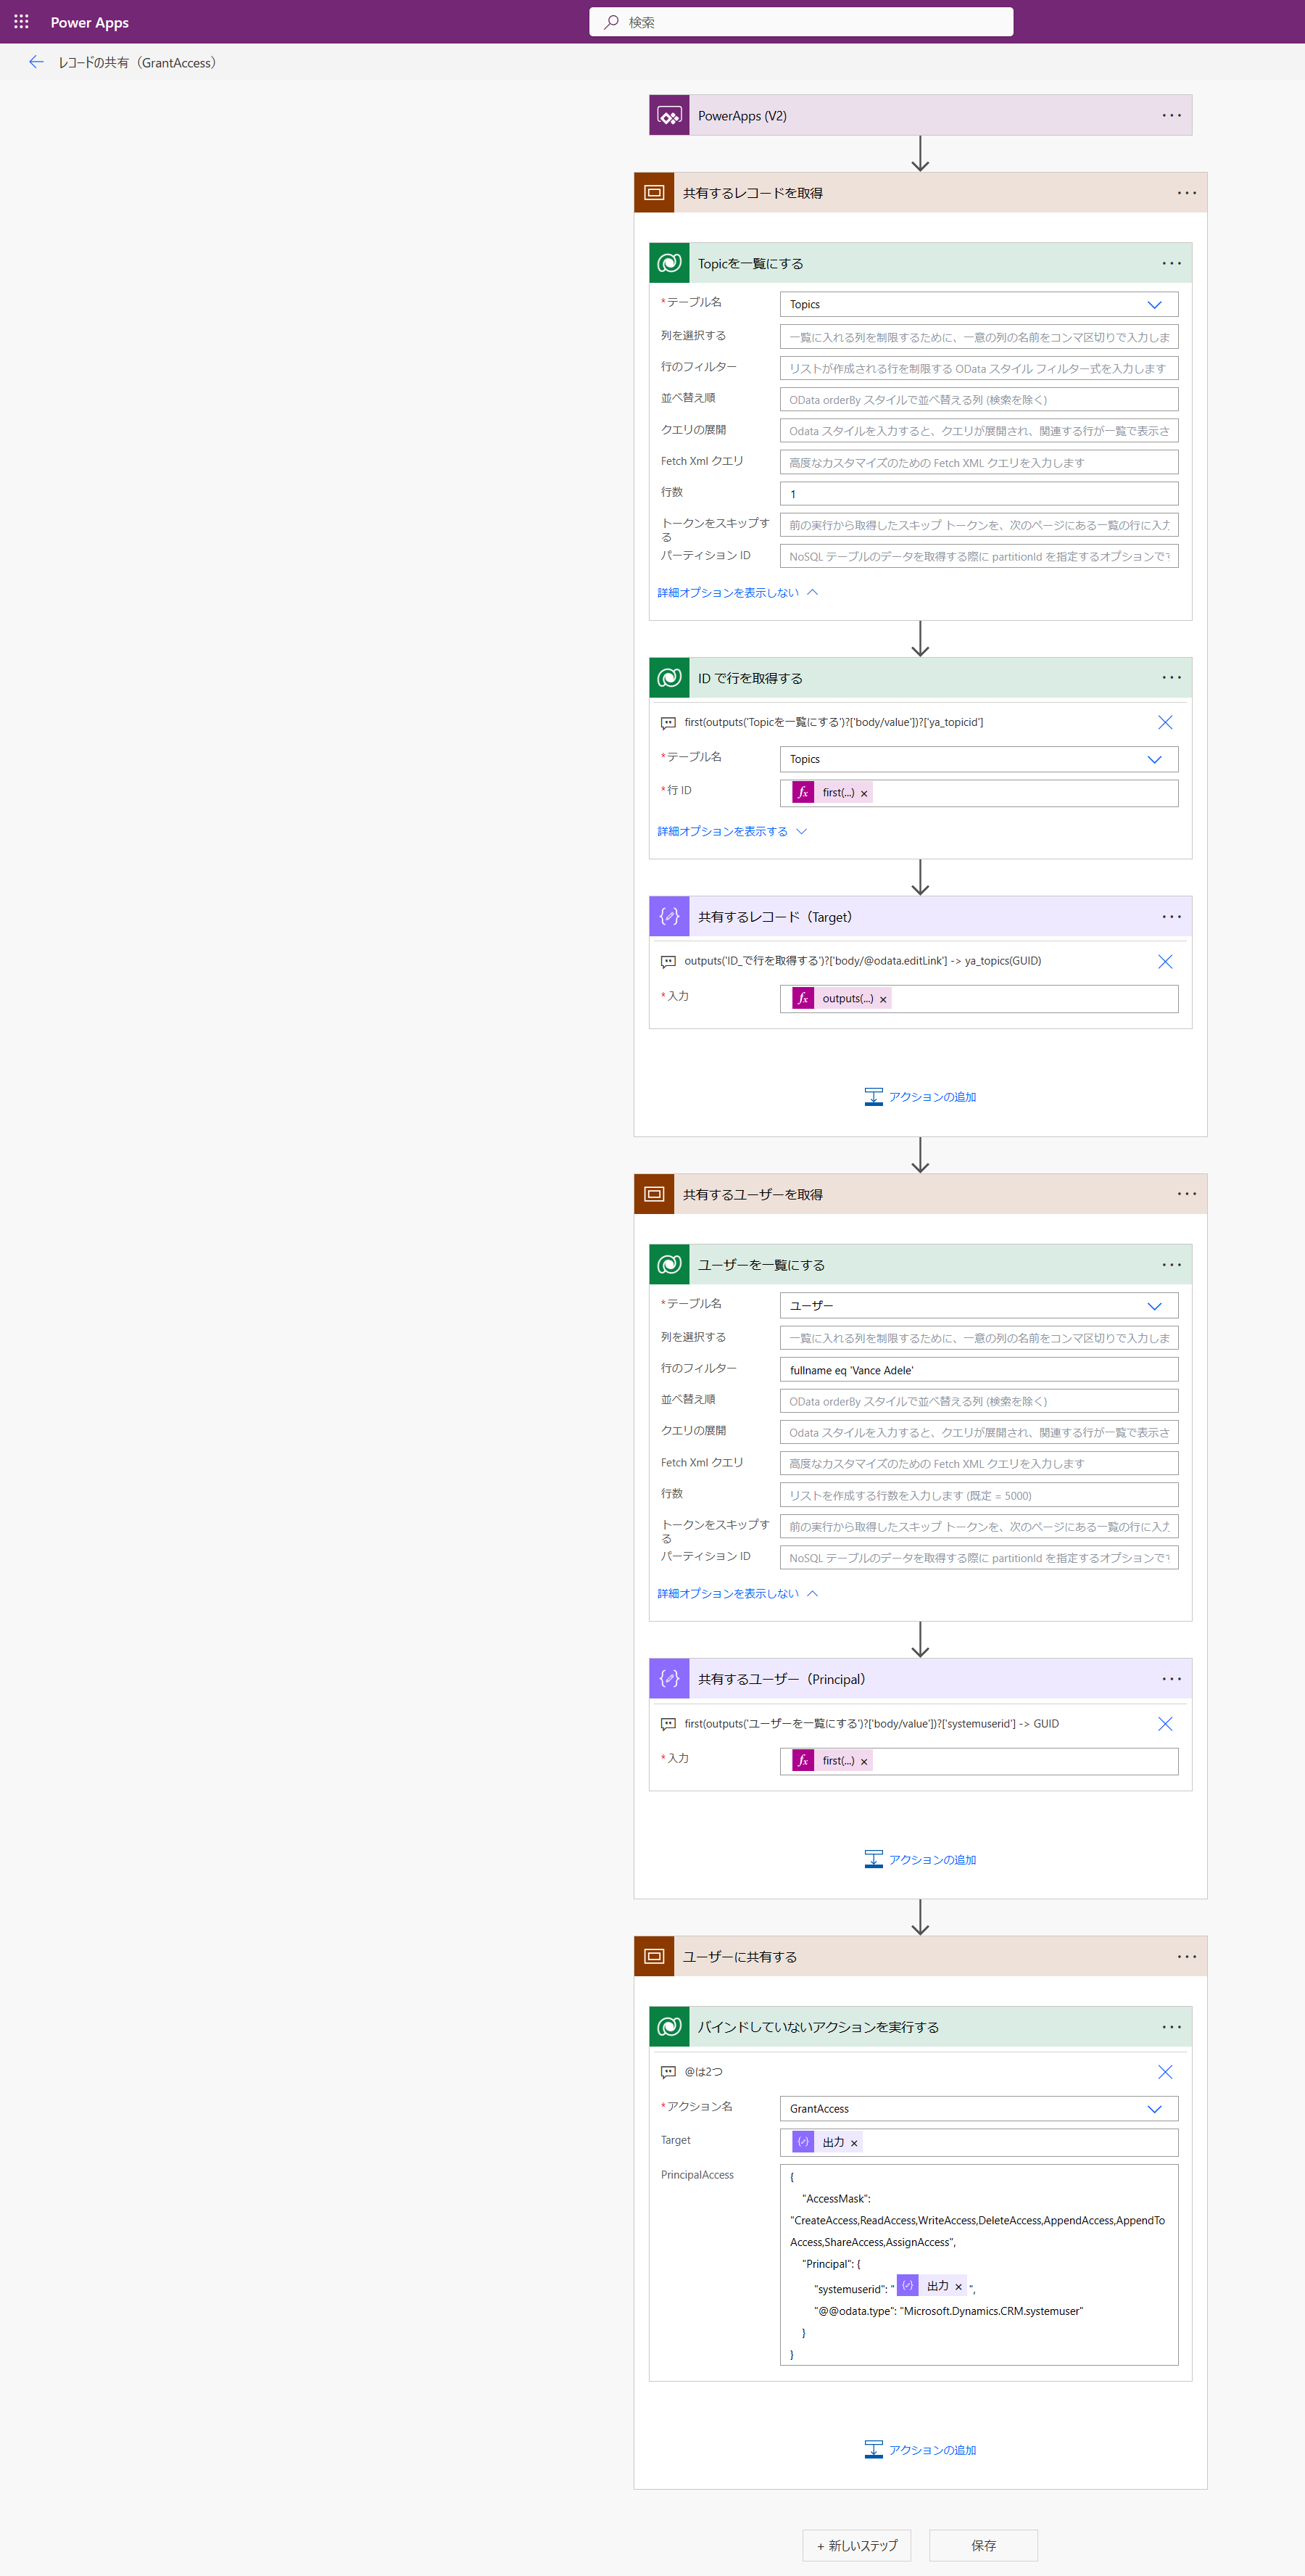 Power Apps
検索
レコードの共有（GrantAccess）
PowerApps (V2)
共有するレコードを取得
Topicを一覧にする
*テーブル名
Topics
列を選択する
一覧に入れる列を制限するために、一意の列の名前をコンマ区切りで入力しま
行のフィルター
リストが作成される行を制限する OData スタイル フィルター式を入力します
並べ替え順
OData orderBy スタイルで並べ替える列 (検索を除く)
クエリの展開
Odata スタイルを入力すると、クエリが展開され、関連する行が一覧で表示さ
Fetch Xml クエリ
高度なカスタマイズのための Fetch XML クエリを入力します
行数
1
トークンをスキップす
る
前の実行から取得したスキップ トークンを、次のページにある一覧の行に入力
パーティション ID
NoSQL テーブルのデータを取得する際に partitionId を指定するオプションで
詳細オプションを表示しない
ID で行を取得する
first(outputs('Topicを一覧にする')?['body/value'])?['ya_topicid']
*テーブル名
Topics
*行 ID
first(...)
詳細オプションを表示する
共有するレコード（Target）
outputs('ID_で行を取得する')?['body/@odata.editLink'] -> ya_topics(GUID)
*入力
outputs(...)
アクションの追加
共有するユーザーを取得
ユーザーを一覧にする
*テーブル名
ユーザー
列を選択する
一覧に入れる列を制限するために、一意の列の名前をコンマ区切りで入力しま
行のフィルター
fullname eq 'Vance Adele'
並べ替え順
OData orderBy スタイルで並べ替える列 (検索を除く)
クエリの展開
Odata スタイルを入力すると、クエリが展開され、関連する行が一覧で表示さ
Fetch Xml クエリ
高度なカスタマイズのための Fetch XML クエリを入力します
行数
リストを作成する行数を入力します (既定 = 5000)
トークンをスキップす
る
前の実行から取得したスキップ トークンを、次のページにある一覧の行に入力
パーティション ID
NoSQL テーブルのデータを取得する際に partitionId を指定するオプションで
詳細オプションを表示しない
共有するユーザー（Principal）
first(outputs('ユーザーを一覧にする')?['body/value'])?['systemuserid'] -> GUID
*入力
first(...)
アクションの追加
ユーザーに共有する
バインドしていないアクションを実行する
@は2つ
*アクション名
GrantAccess
Target
出力
PrincipalAccess
{
"AccessMask":
"CreateAccess,ReadAccess,WriteAccess,DeleteAccess,AppendAccess,AppendTo
Access,ShareAccess,AssignAccess",
"Principal": {
"systemuserid": " 出力 ",
"@@odata.type": "Microsoft.Dynamics.CRM.systemuser"
}
}
アクションの追加
+ 新しいステップ
保存